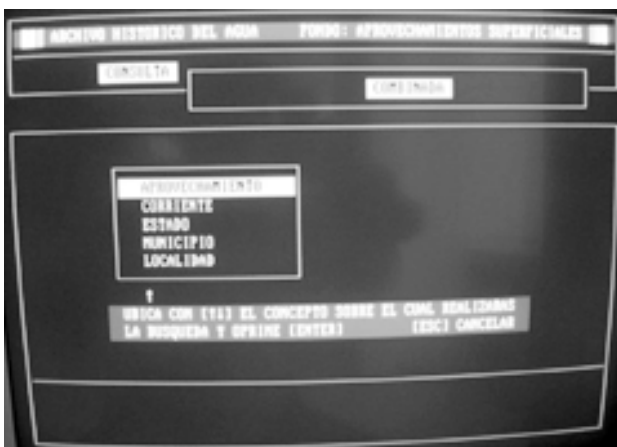 ARCHIVO HISTORICO DEL AGUA FONDO: APROVECHAMIENTOS SUPERFICIALES
CONSULTA
COMBINADA
APROVECHAMIENTO
CORRIENTE
ESTADO
MUNICIPIO
LOCALIDAD
↑
UBICA CON [↑↓] EL CONCEPTO SOBRE EL CUAL REALIZARAS
LA BUSQUEDA Y OPRIME [ENTER] [ESC] CANCELAR